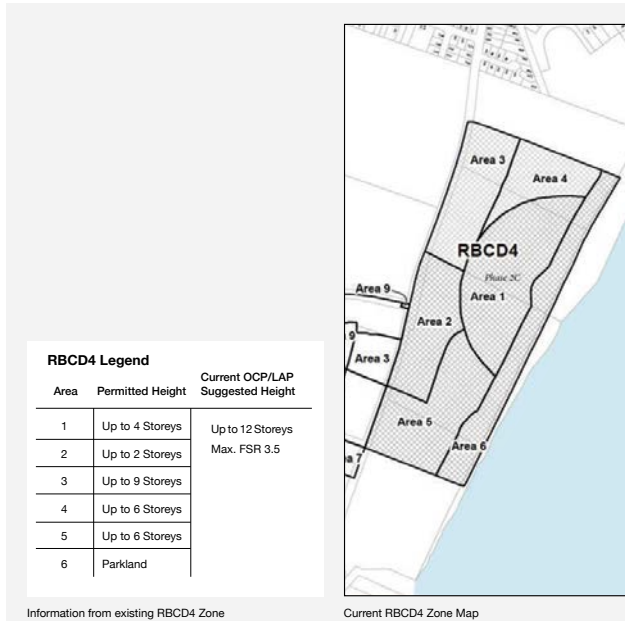 RBCD4 Legend
Area Permitted Height Current OCP/LAP Suggested Height
1 Up to 4 Storeys Up to 12 Storeys
2 Up to 2 Storeys Max. FSR 3.5
3 Up to 9 Storeys
4 Up to 6 Storeys
5 Up to 6 Storeys
6 Parkland
Information from existing RBCD4 Zone
Area 3
Area 4
RBCD4
Phase 2C
Area 9
Area 1
Area 2
9
Area 3
Area 5
Area 6
a 7
Current RBCD4 Zone Map